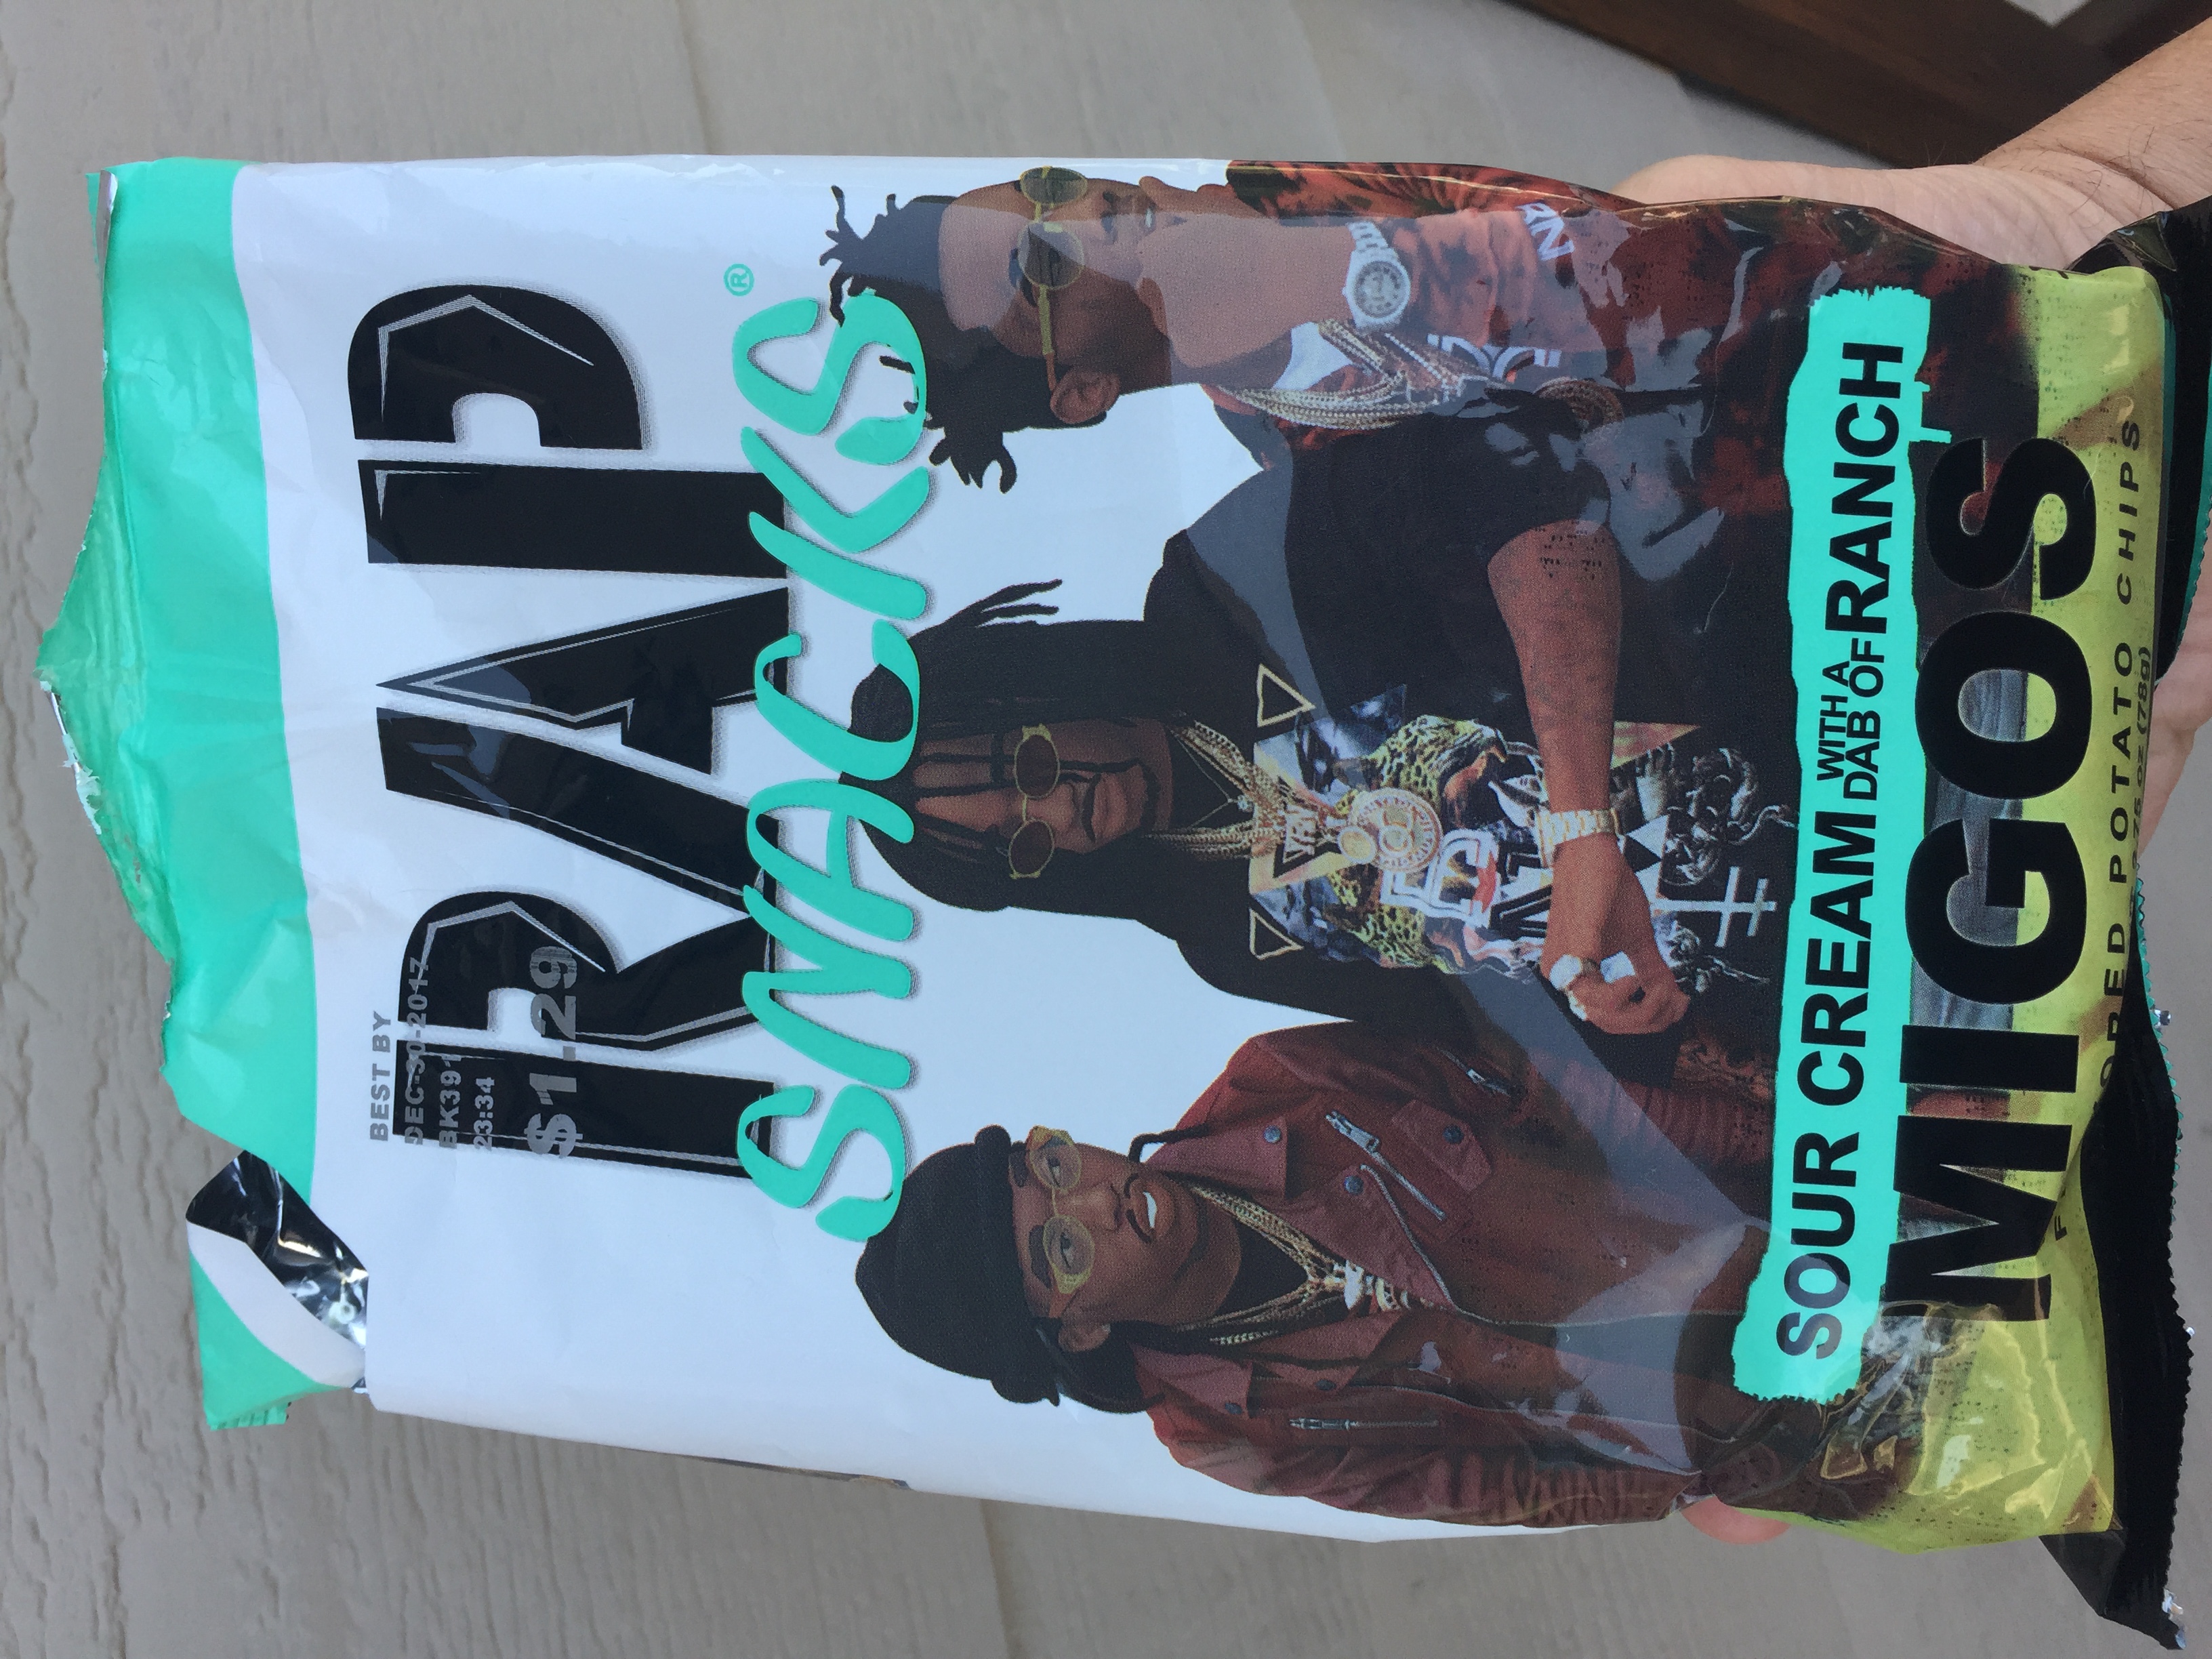 BEST BY
DEC-30-2017
23:34
$1.29
RAP
SNACKS®
SOUR CREAM WITH A DAB OF RANCH
MIGOS
POTATO CHIPS